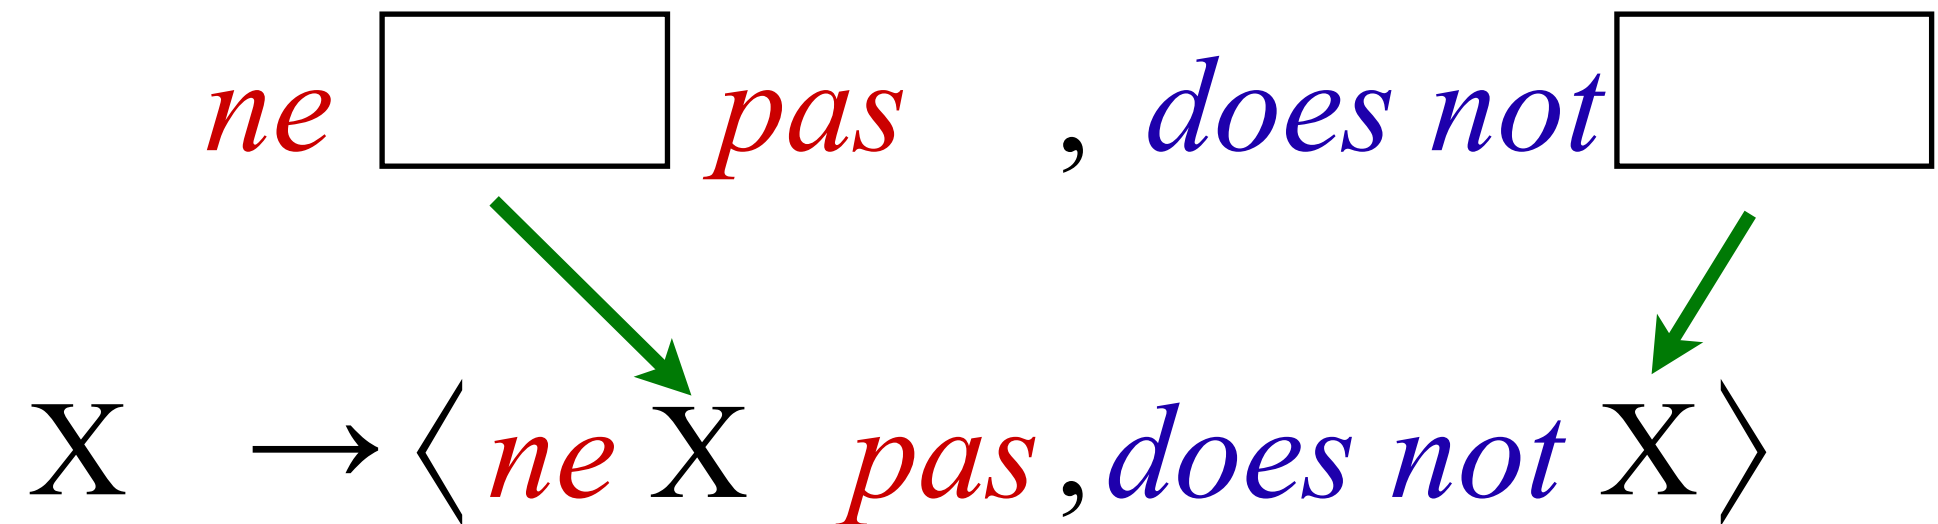 ne pas , does not
X → ⟨ ne X pas , does not X ⟩